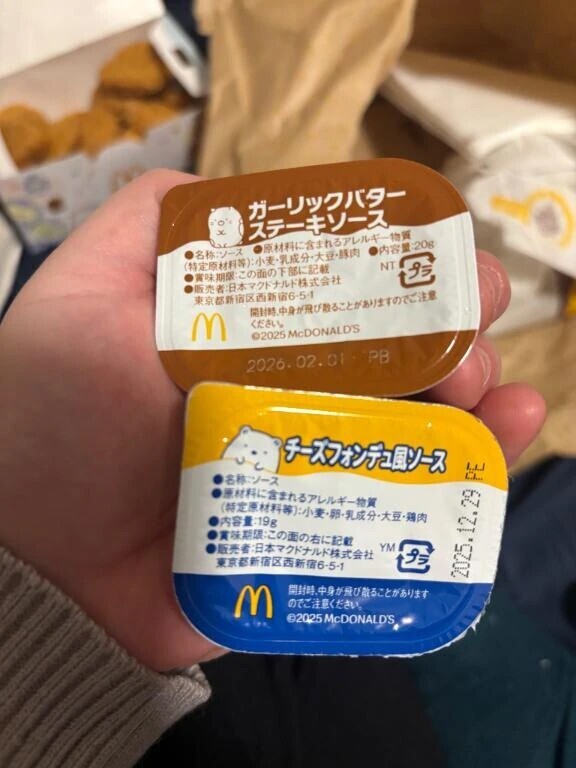 ガーリックバター
ステーキソース
●名称:ソース ●原材料に含まれるアレルギー物質
(特定原材料等):小麦・乳成分・大豆・豚肉 ●内容量:20g
●賞味期限:この面の下部に記載 NT プラ
●販売者:日本マクドナルド株式会社
東京都新宿区西新宿6-5-1
開封時、中身が飛び散ることがありますのでご注意
ください。
©2025 McDONALD'S
2026.02.01 PB
チーズフォンデュ風ソース
●名称:ソース
●原材料に含まれるアレルギー物質
(特定原材料等):小麦・卵・乳成分・大豆・鶏肉
●内容量:19g
●賞味期限:この面の右に記載
●販売者:日本マクドナルド株式会社 YM プラ
東京都新宿区西新宿6-5-1
開封時、中身が飛び散ることがあります
のでご注意ください。
©2025 McDONALD'S
2025.12.29 PE